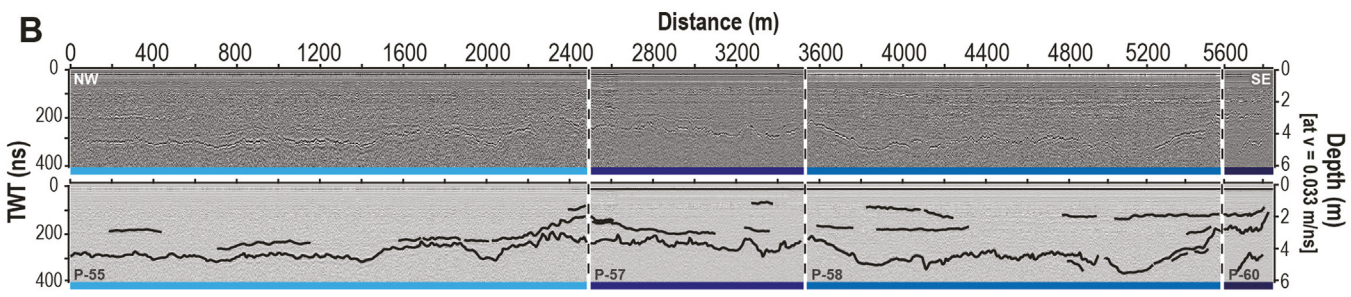 B
Distance (m)
0 400 800 1200 1600 2000 2400 2800 3200 3600 4000 4400 4800 5200 5600
NW
SE
0
200
400
0
2
4
6
TWT (ns)
Depth (m)
[at v = 0.033 m/ns]
0
200
400
0
2
4
6
P-55
P-57
P-58
P-60